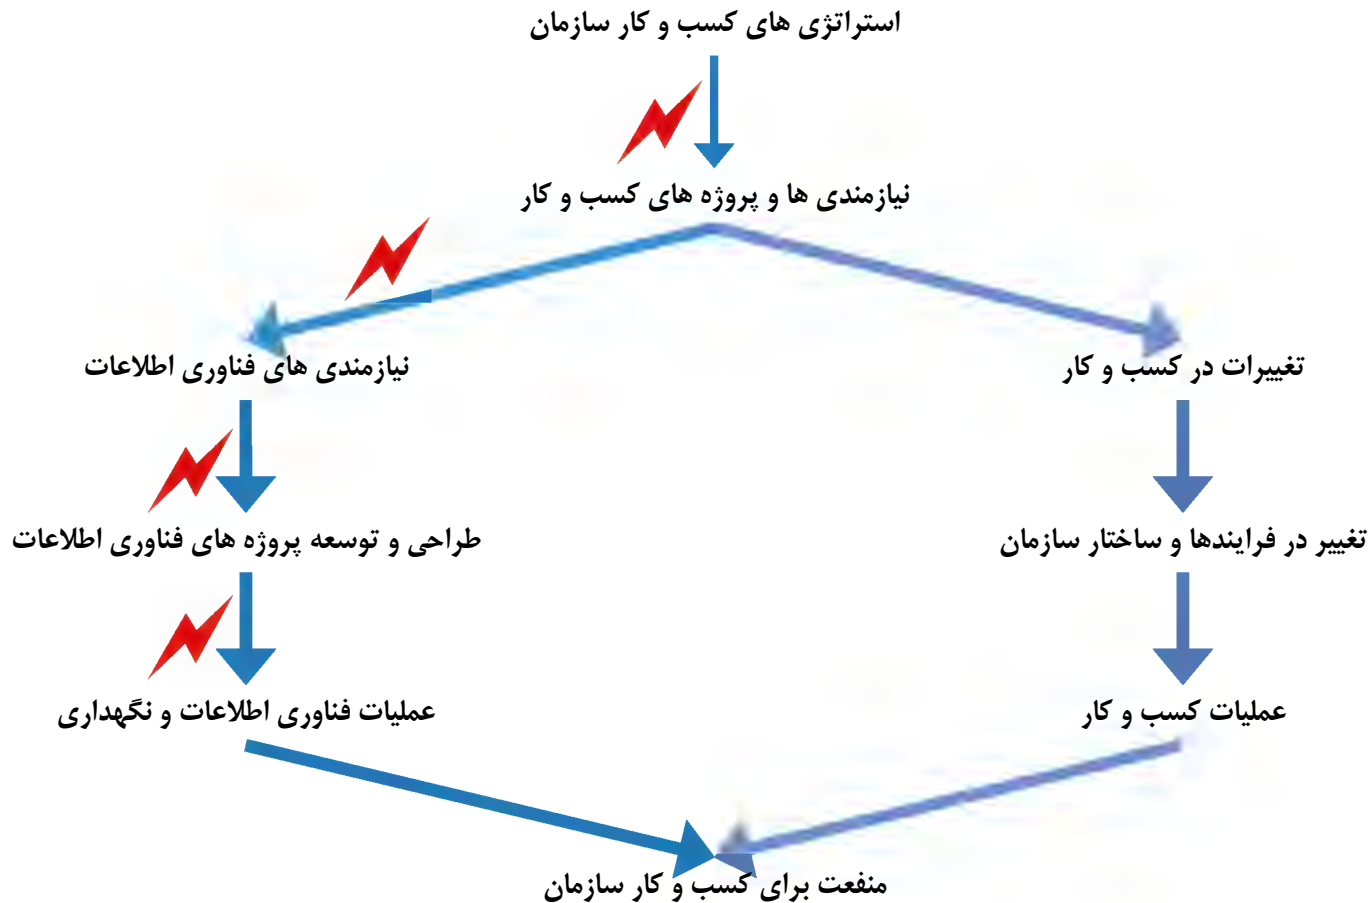 استراتژی های کسب و کار سازمان
نیازمندی ها و پروژه های کسب و کار
تغییرات در کسب و کار
نیازمندی های فناوری اطلاعات
تغییر در فرایندها و ساختار سازمان
طراحی و توسعه پروژه های فناوری اطلاعات
عملیات کسب و کار
عملیات فناوری اطلاعات و نگهداری
منفعت برای کسب و کار سازمان